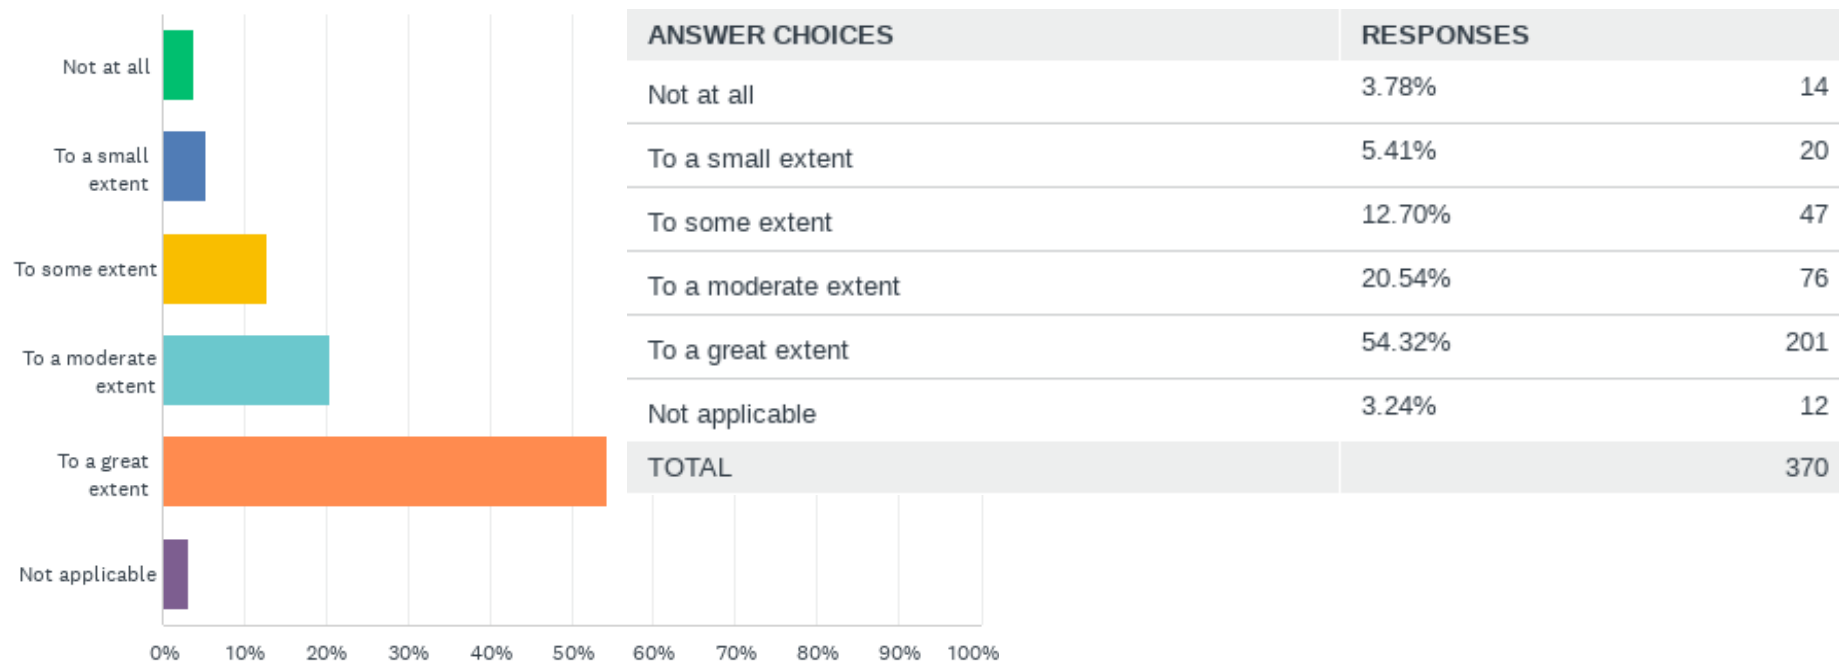 Not at all
To a small
extent
To some extent
To a moderate
extent
To a great
extent
Not applicable
0% 10% 20% 30% 40% 50% 60% 70% 80% 90% 100%
ANSWER CHOICES RESPONSES
Not at all 3.78% 14
To a small extent 5.41% 20
To some extent 12.70% 47
To a moderate extent 20.54% 76
To a great extent 54.32% 201
Not applicable 3.24% 12
TOTAL 370